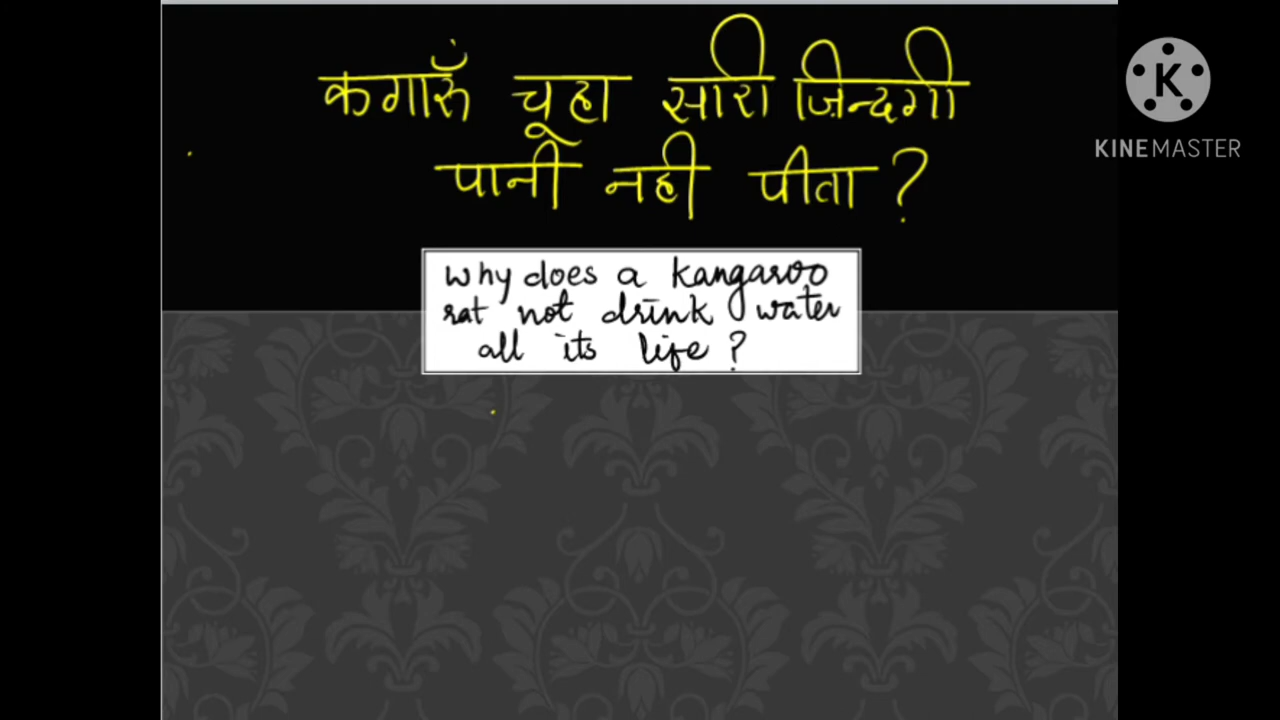 कगारूँ चूहा सारी ज़िन्दगी
पानी नही पीता?
why does a kangaroo
rat not drink water
all its life?
K
KINEMASTER